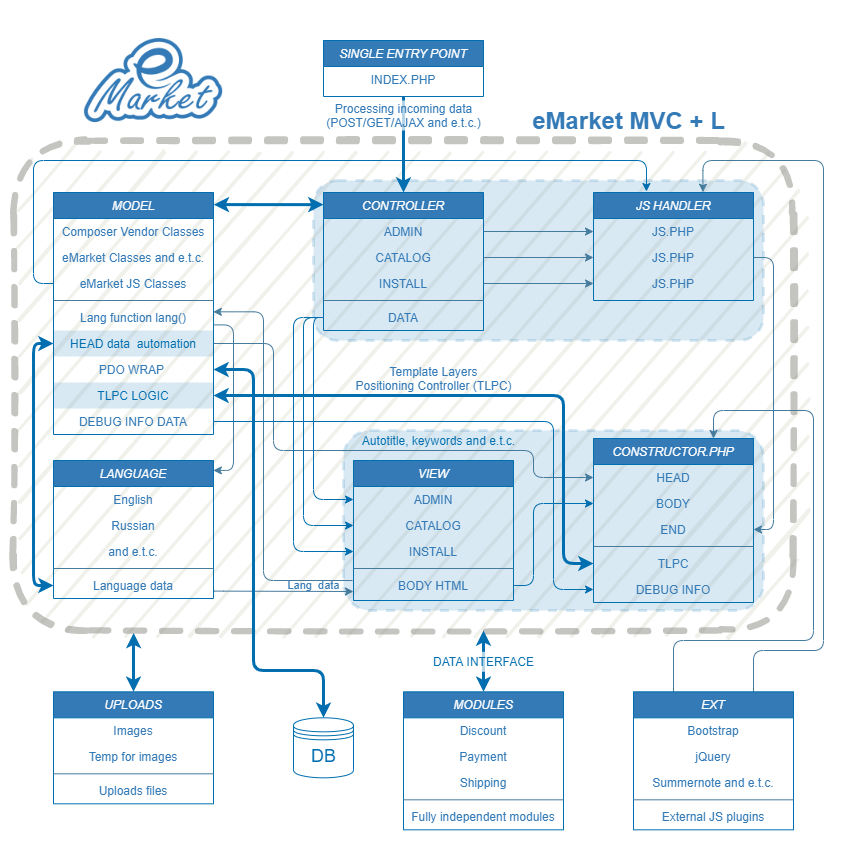 e
Market
SINGLE ENTRY POINT
INDEX.PHP
Processing incoming data
(POST/GET/AJAX and e.t.c.)
eMarket MVC + L
MODEL
Composer Vendor Classes
eMarket Classes and e.t.c.
eMarket JS Classes
Lang function lang()
HEAD data automation
PDO WRAP
TLPC LOGIC
DEBUG INFO DATA
CONTROLLER
ADMIN
CATALOG
INSTALL
DATA
JS HANDLER
JS.PHP
JS.PHP
JS.PHP
Template Layers
Positioning Controller (TLPC)
LANGUAGE
English
Russian
and e.t.c.
Language data
Autotitle, keywords and e.t.c.
VIEW
ADMIN
CATALOG
INSTALL
BODY HTML
Lang data
CONSTRUCTOR.PHP
HEAD
BODY
END
TLPC
DEBUG INFO
DATA INTERFACE
UPLOADS
Images
Temp for images
Uploads files
DB
MODULES
Discount
Payment
Shipping
Fully independent modules
EXT
Bootstrap
jQuery
Summernote and e.t.c.
External JS plugins